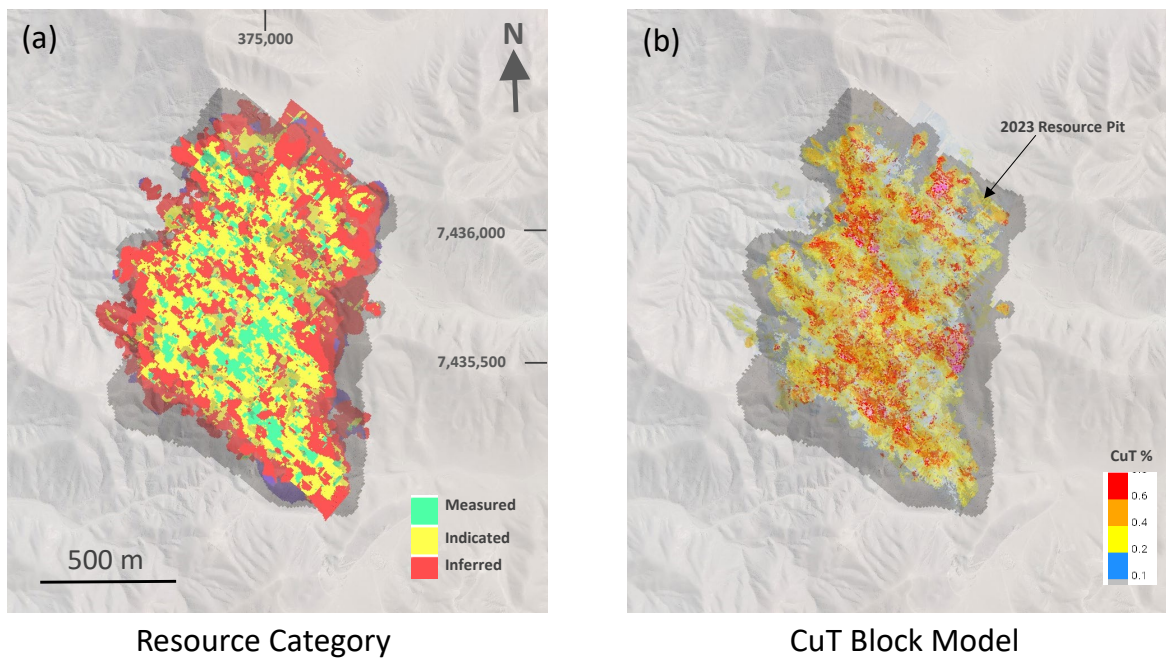 (a)
375,000
N
7,436,000
7,435,500
Measured
Indicated
Inferred
500 m
Resource Category
(b)
2023 Resource Pit
CuT %
0.6
0.4
0.2
0.1
CuT Block Model